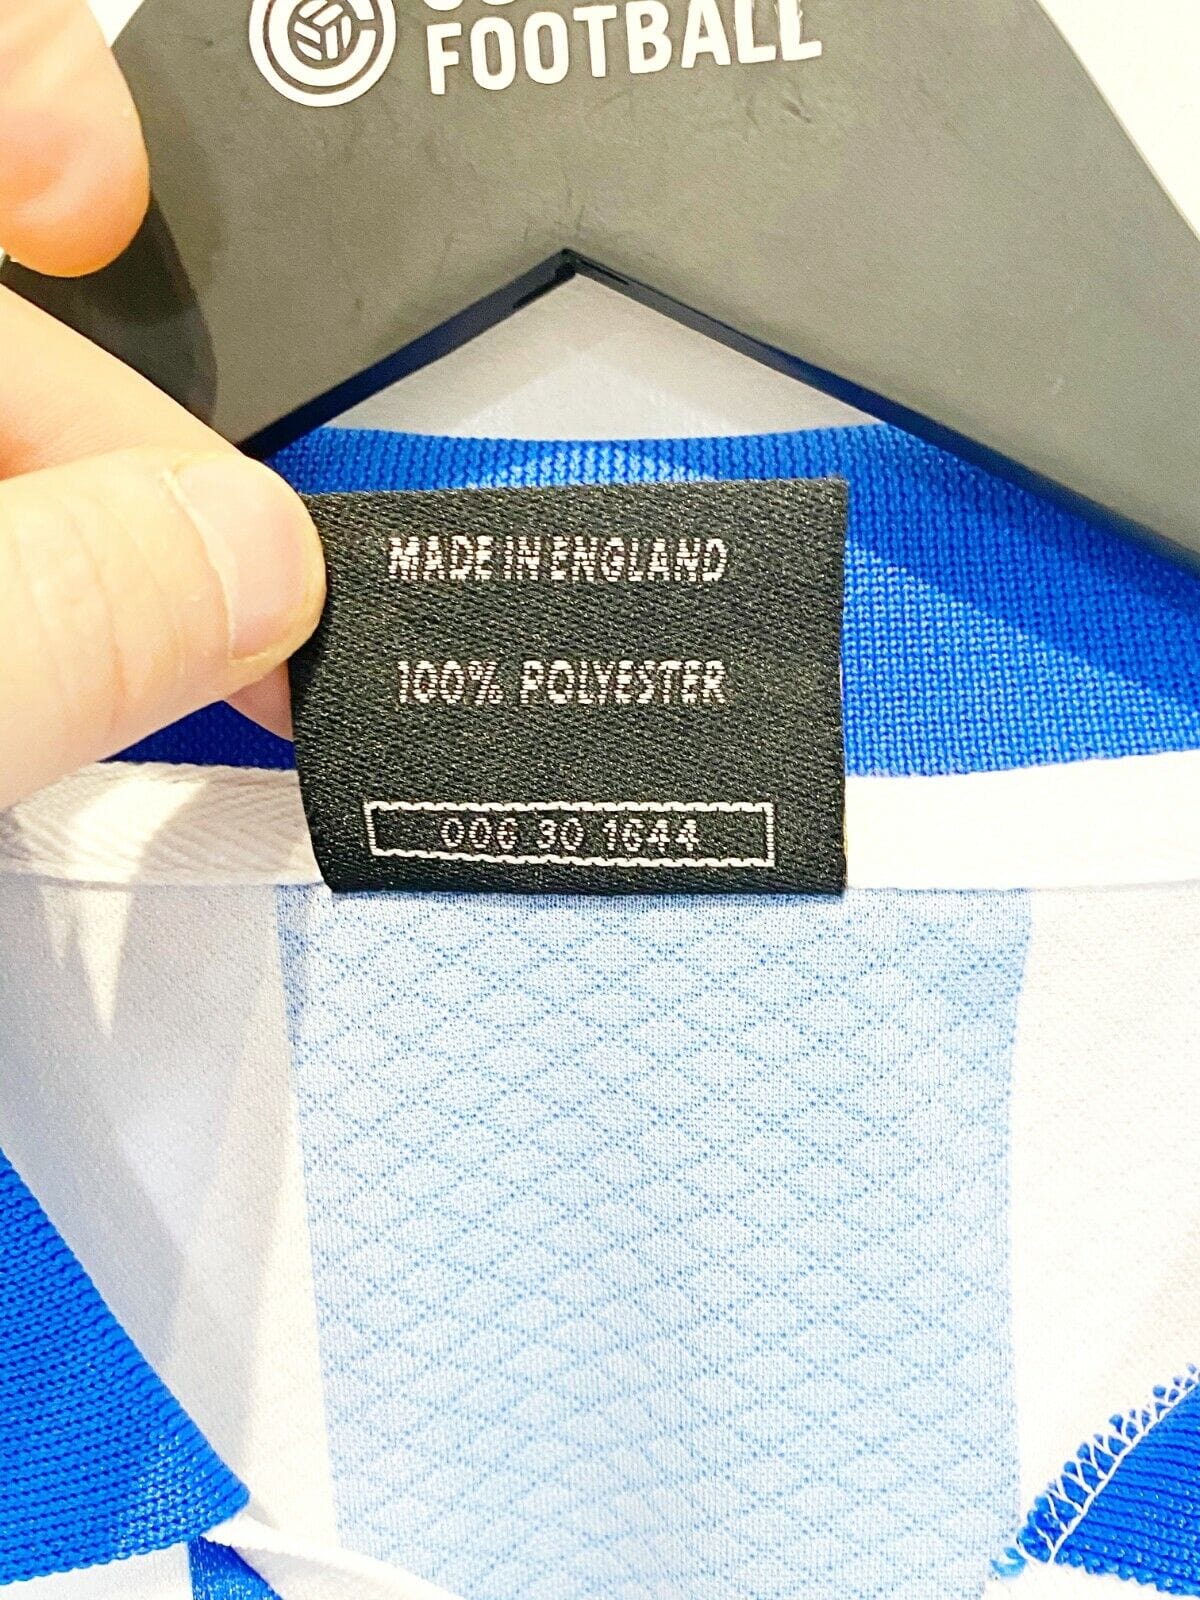 FOOTBALL
MADE IN ENGLAND
100% POLYESTER
006 30 1644